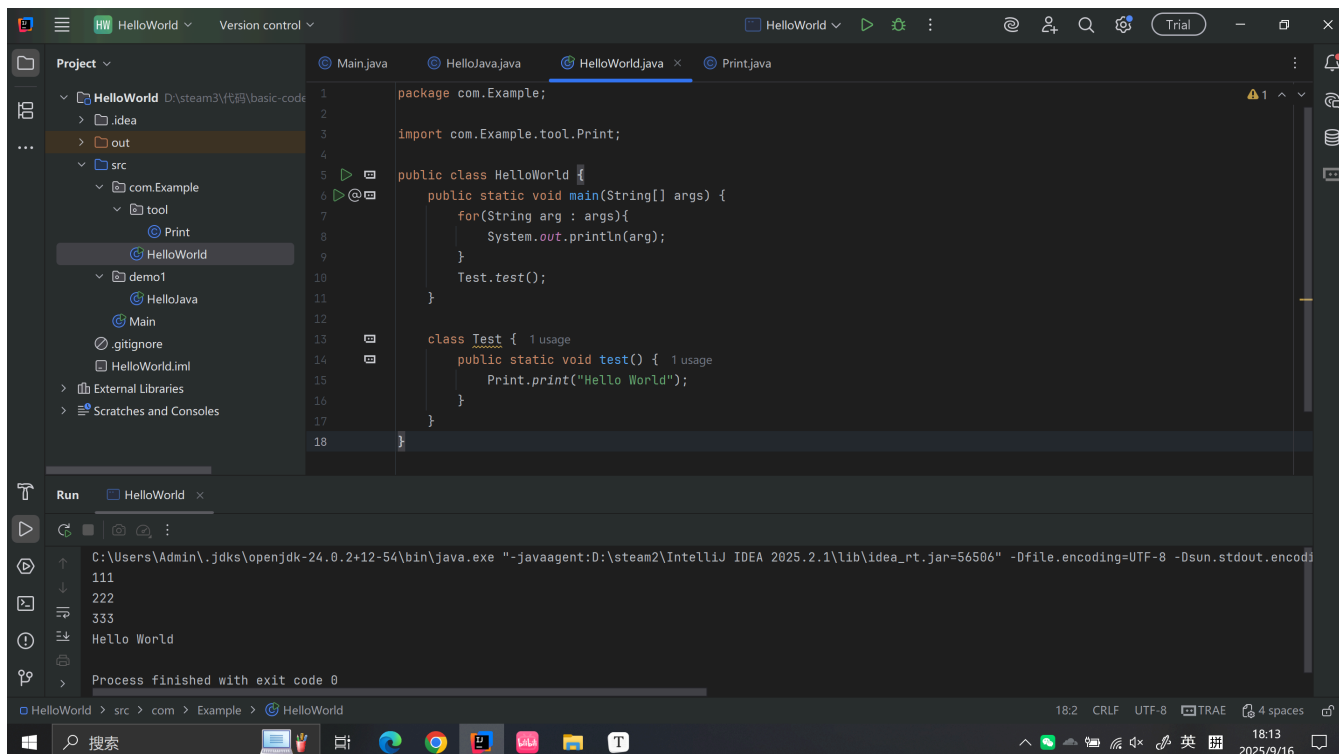 HW HelloWorld Version control HelloWorld Trial
Project
Main.java HelloJava.java HelloWorld.java Print.java
HelloWorld D:\steam3\代码\basic-code
.idea
out
src
com.Example
tool
Print
HelloWorld
demo1
HelloJava
Main
.gitignore
HelloWorld.iml
External Libraries
Scratches and Consoles
1 package com.Example; 1
2
3 import com.Example.tool.Print;
4
5 public class HelloWorld {
6 public static void main(String[] args) {
7 for(String arg : args){
8 System.out.println(arg);
9 }
10 Test.test();
11 }
12
13 class Test { 1 usage
14 public static void test() { 1 usage
15 Print.print("Hello World");
16 }
17 }
18 }
Run HelloWorld
C:\Users\Admin\.jdks\openjdk-24.0.2+12-54\bin\java.exe "-javaagent:D:\steam2\IntelliJ IDEA 2025.2.1\lib\idea_rt.jar=56506" -Dfile.encoding=UTF-8 -Dsun.stdout.encodi
111
222
333
Hello World
Process finished with exit code 0
HelloWorld > src > com > Example > HelloWorld 18:2 CRLF UTF-8 TRAE 4 spaces
搜索 T 英 拼 18:13
2025/9/16